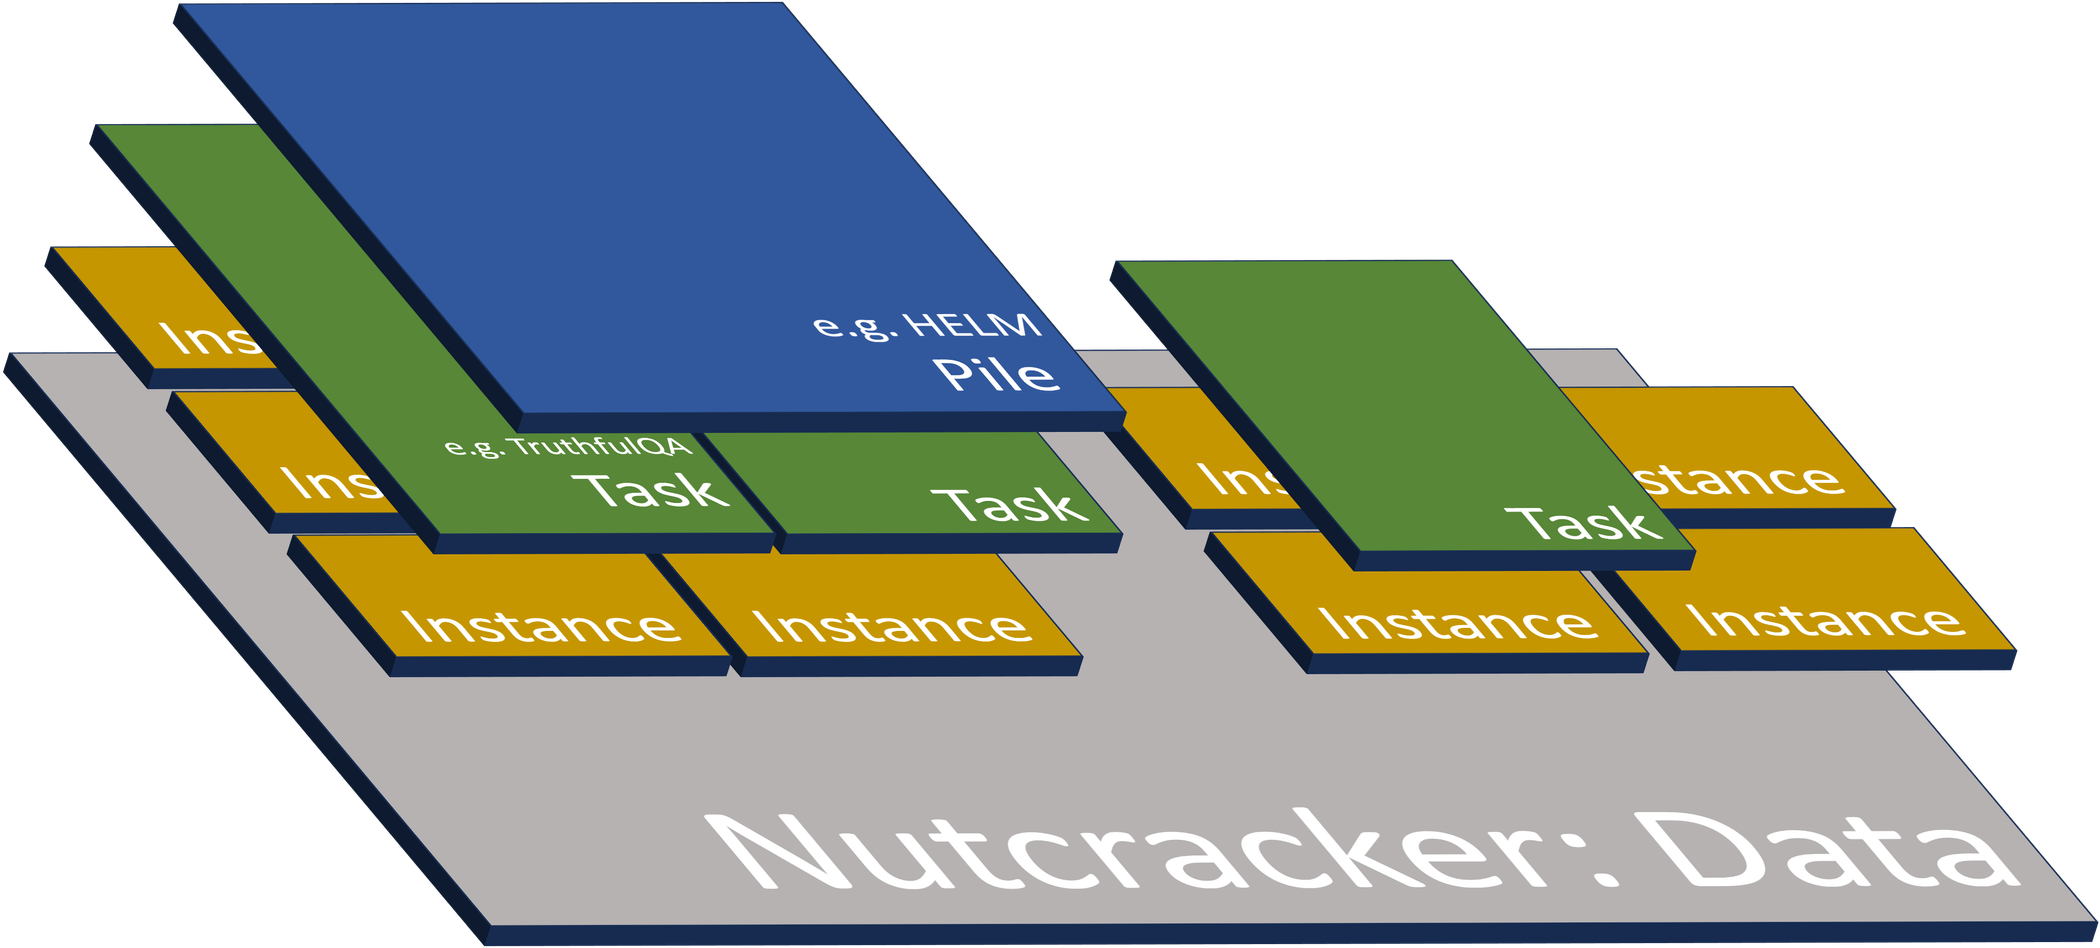 e.g. HELM
Pile
Ins
e.g. TruthfulQA
Task
Task
Ins
Instance
Instance
Task
Ins
stance
Instance
Instance
Nutcracker: Data